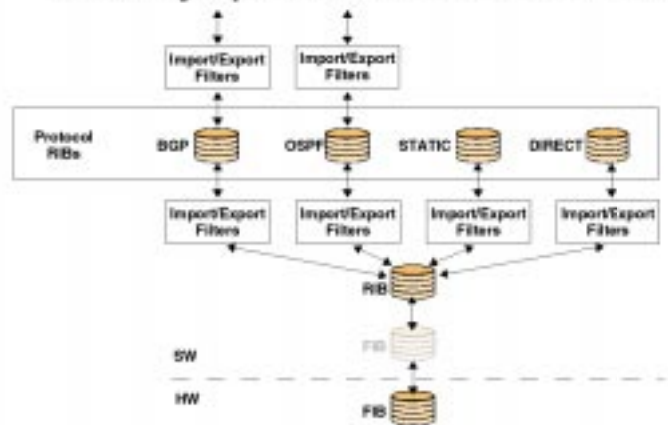 Import/Export
Filters
Import/Export
Filters
Protocol
RIBs
BGP
OSPF
STATIC
DIRECT
Import/Export
Filters
Import/Export
Filters
Import/Export
Filters
Import/Export
Filters
RIB
FIB
SW
HW
FIB